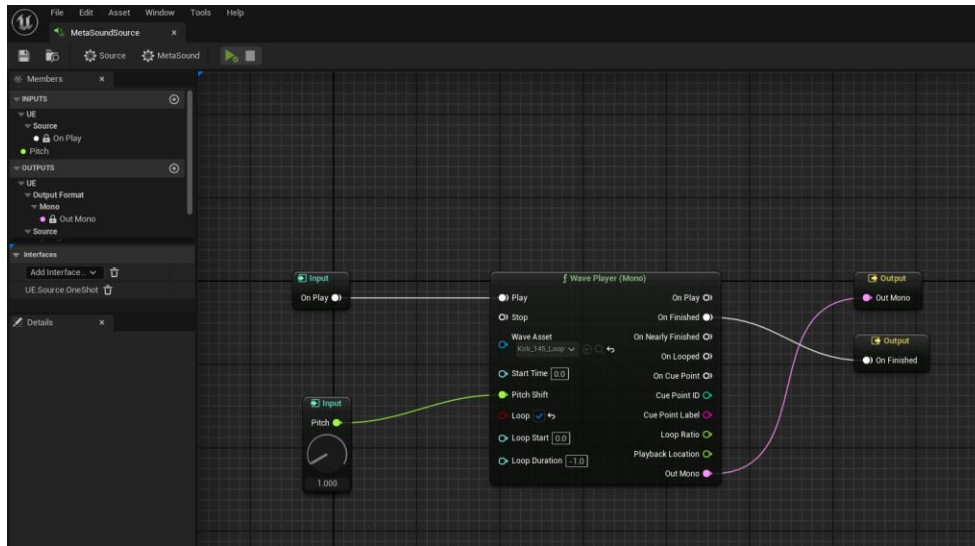 File Edit Asset Window Tools Help
MetaSoundSource
Source MetaSound
Members
INPUTS
UE
Source
On Play
Pitch
OUTPUTS
UE
Output Format
Mono
Out Mono
Source
Interfaces
Add Interface...
UE.Source.OneShot
Details
Input
On Play
Input
Pitch
1.000
Wave Player (Mono)
Play On Play
Stop On Finished
Wave Asset On Nearly Finished
Kirk_145_Loop
On Looped
Start Time 0.0 On Cue Point
Pitch Shift Cue Point ID
Loop Cue Point Label
Loop Start 0.0 Loop Ratio
Loop Duration -1.0 Playback Location
Out Mono
Output
Out Mono
Output
On Finished